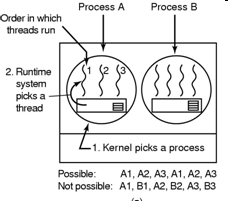 Process A
Process B
Order in which
threads run
1 2 3
2. Runtime
system
picks a
thread
1. Kernel picks a process
Possible: A1, A2, A3, A1, A2, A3
Not possible: A1, B1, A2, B2, A3, B3
(a)